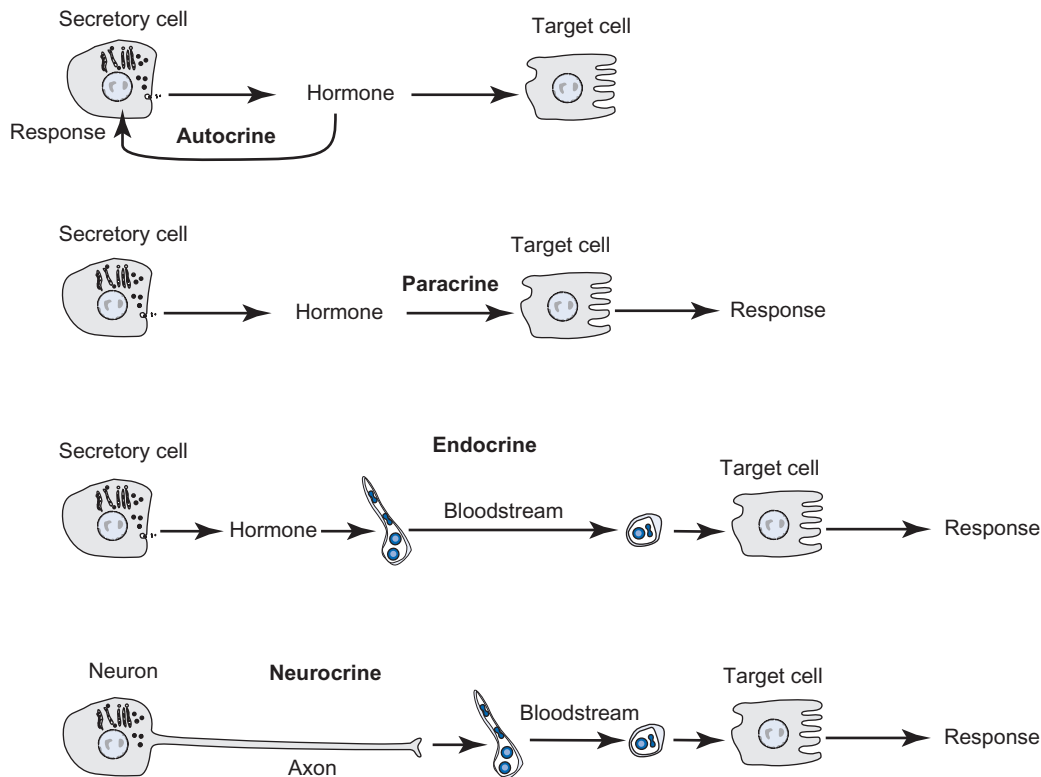 Secretory cell
Target cell
Hormone
Response
Autocrine
Secretory cell
Target cell
Paracrine
Hormone
Response
Endocrine
Secretory cell
Target cell
Bloodstream
Hormone
Response
Neuron
Neurocrine
Target cell
Bloodstream
Response
Axon